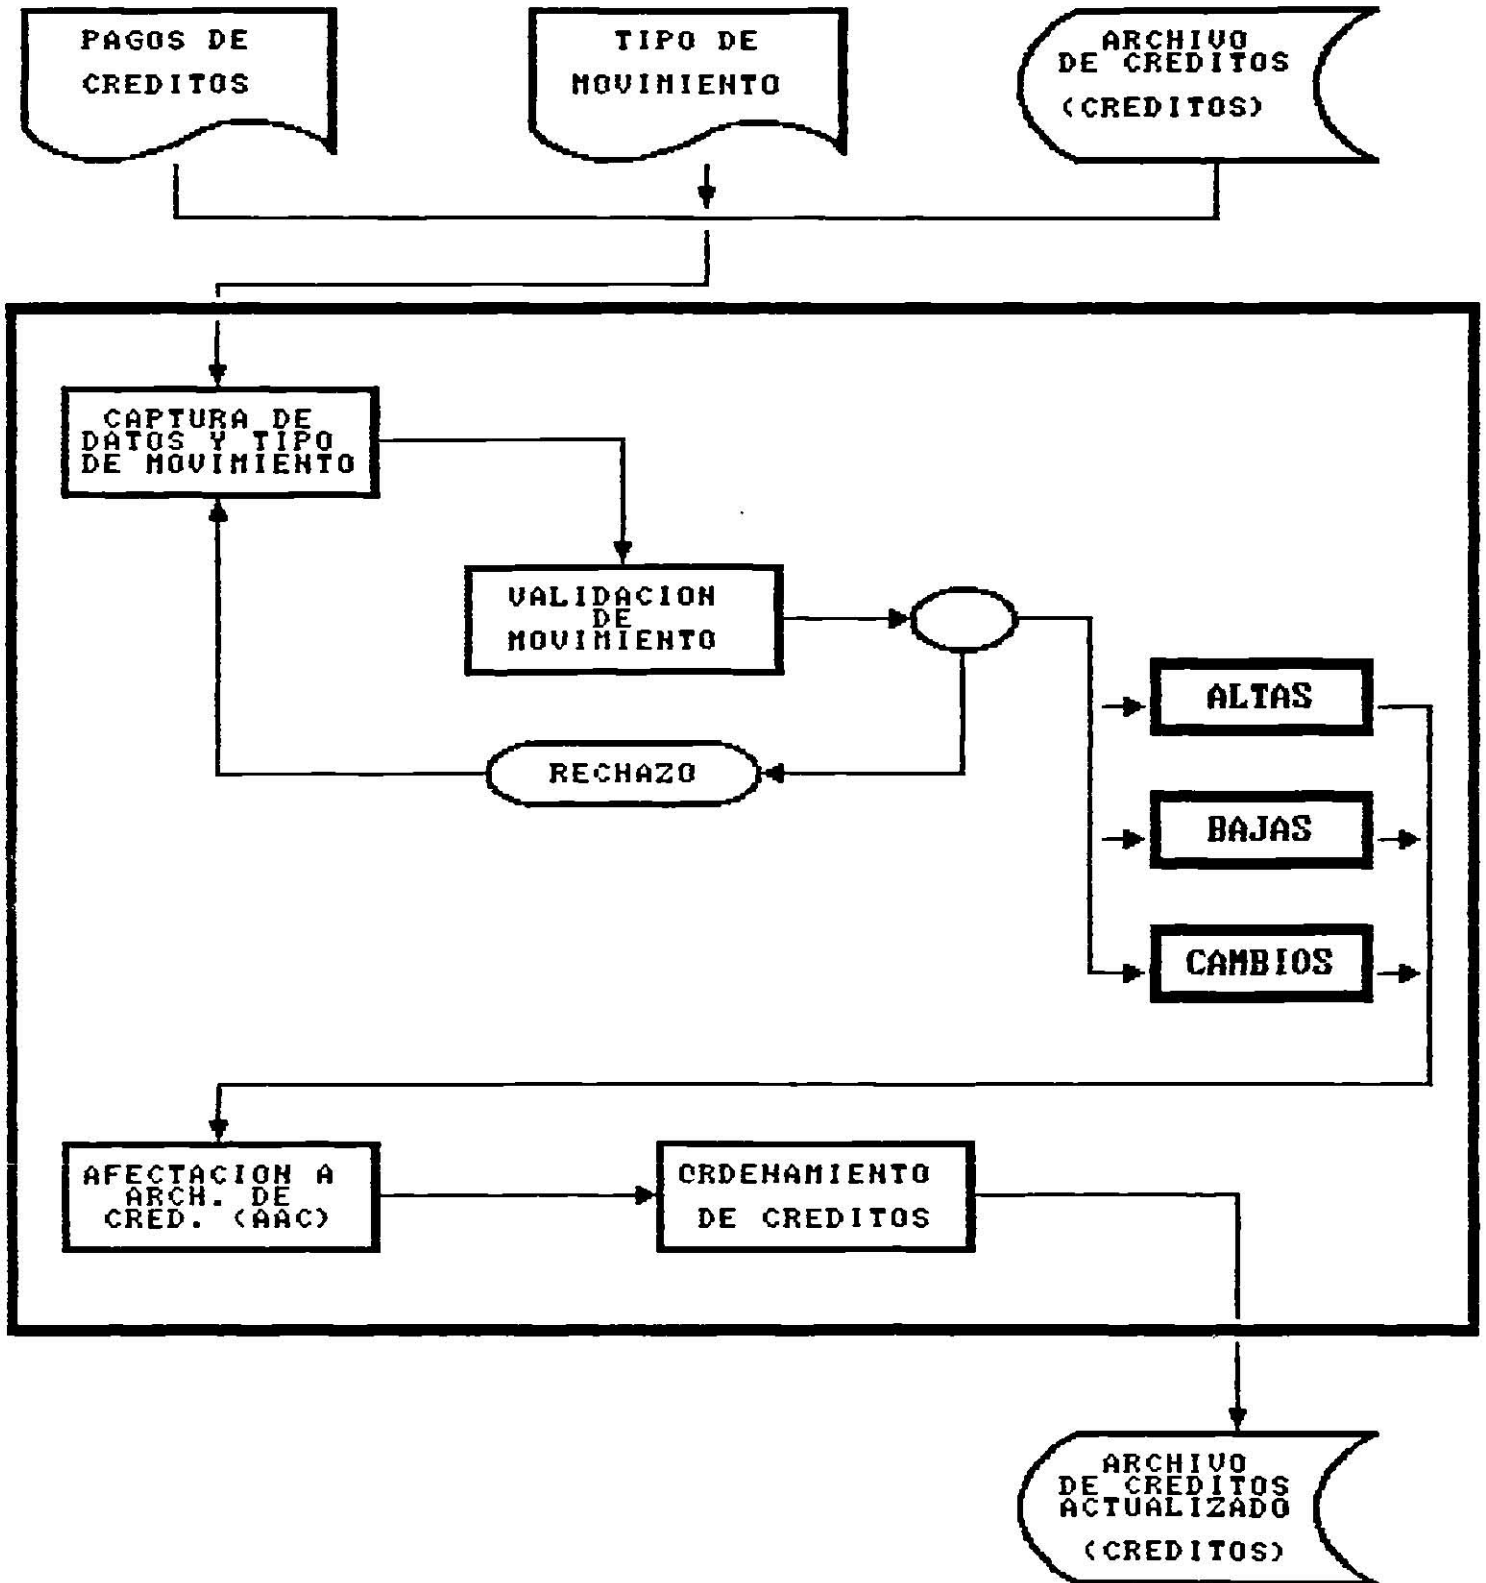 PAGOS DE
CREDITOS
TIPO DE
MOVIMIENTO
ARCHIVO
DE CREDITOS
(CREDITOS)
CAPTURA DE
DATOS Y TIPO
DE MOVIMIENTO
VALIDACION
DE
MOVIMIENTO
ALTAS
RECHAZO
BAJAS
CAMBIOS
AFECTACION A
ARCH. DE
CRED. (AAC)
ORDENAMIENTO
DE CREDITOS
ARCHIVO
DE CREDITOS
ACTUALIZADO
(CREDITOS)